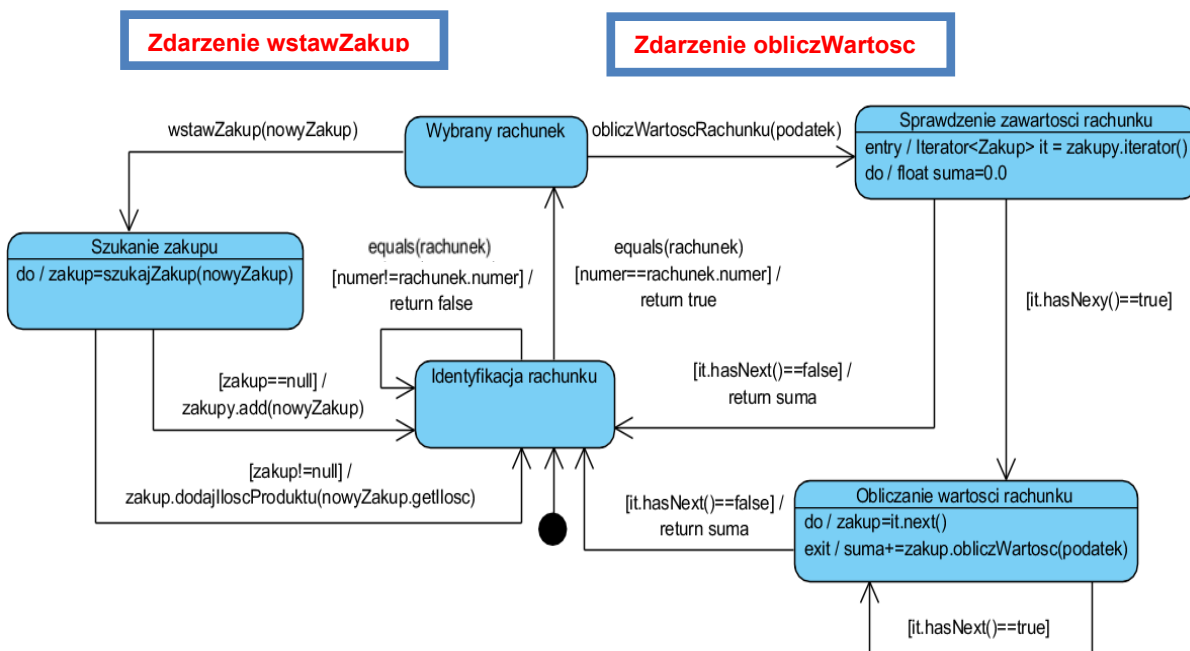 Zdarzenie wstawZakup
Zdarzenie obliczWartosc
wstawZakup(nowyZakup)
Wybrany rachunek
obliczWartoscRachunku(podatek)
Sprawdzenie zawartosci rachunku
entry / Iterator<Zakup> it = zakupy.iterator()
do / float suma=0.0
Szukanie zakupu
do / zakup=szukajZakup(nowyZakup)
equals(rachunek)
[numer!=rachunek.numer] /
return false
equals(rachunek)
[numer==rachunek.numer] /
return true
[it.hasNexy()==true]
Identyfikacja rachunku
[zakup==null] /
zakupy.add(nowyZakup)
[it.hasNext()==false] /
return suma
[zakup!=null] /
zakup.dodajIloscProduktu(nowyZakup.getIlosc)
[it.hasNext()==false] /
return suma
Obliczanie wartosci rachunku
do / zakup=it.next()
exit / suma+=zakup.obliczWartosc(podatek)
[it.hasNext()==true]